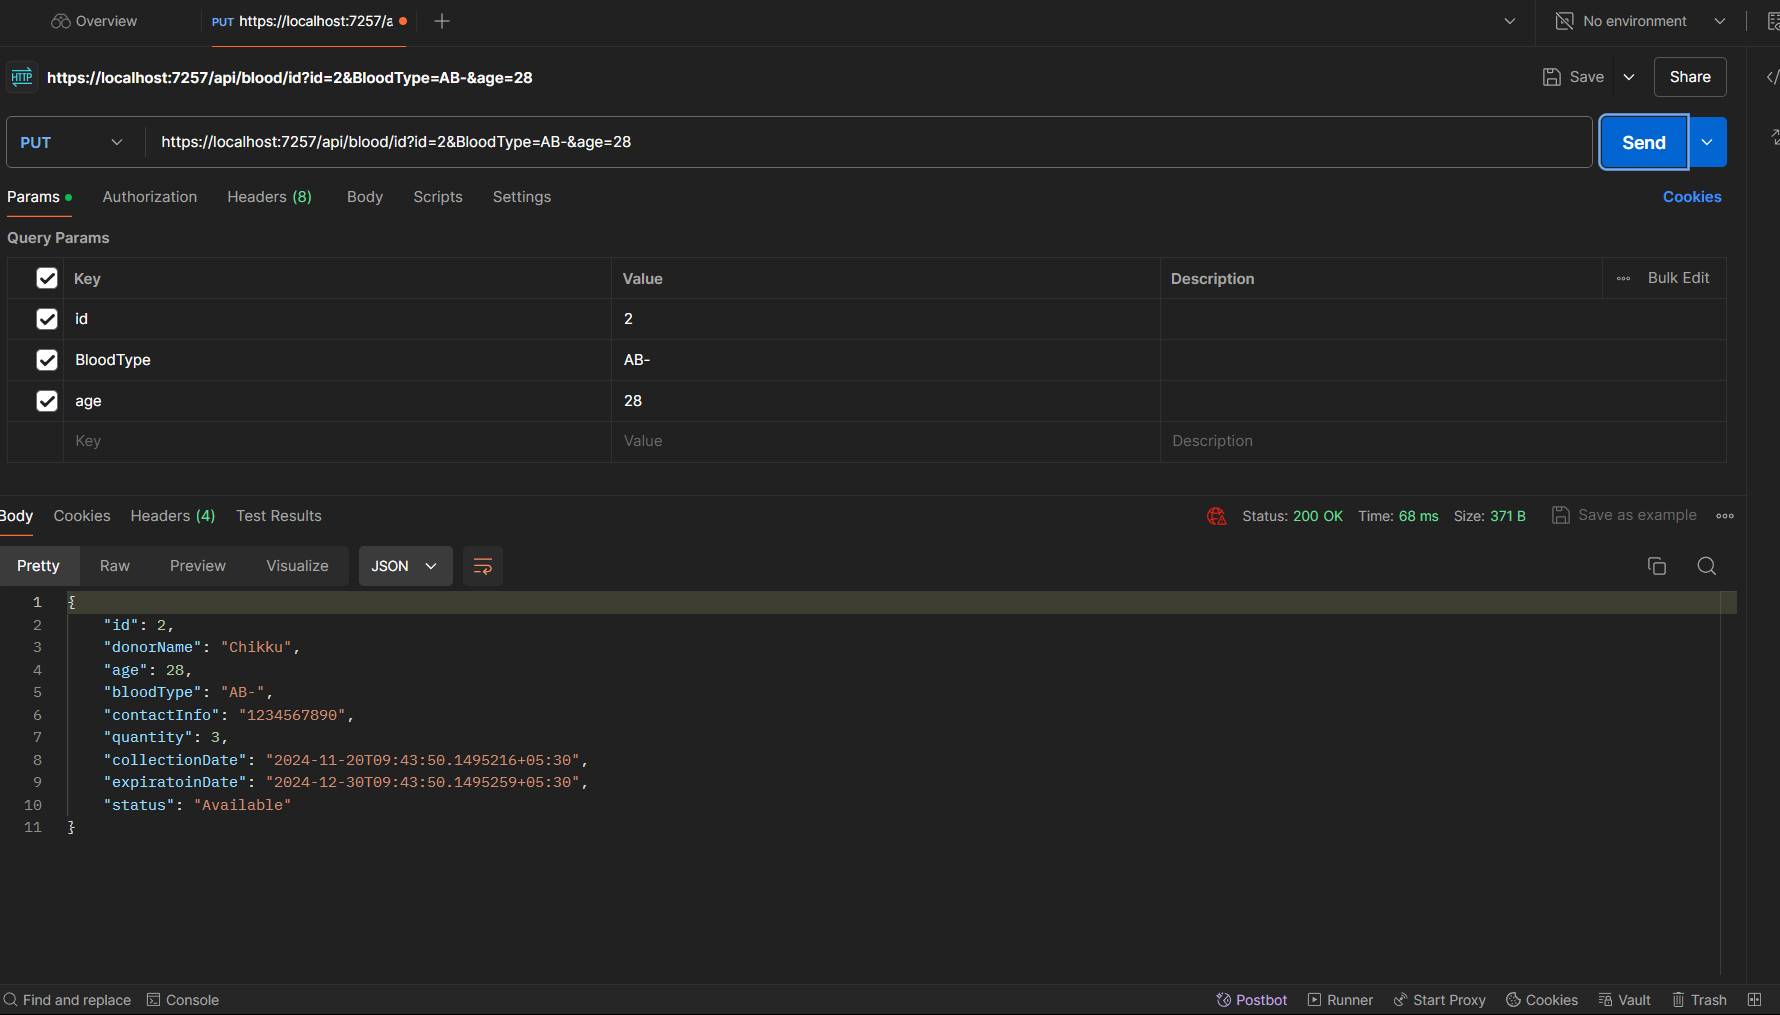 Overview
PUT https://localhost:7257/a
No environment
HTTP https://localhost:7257/api/blood/id?id=2&BloodType=AB-&age=28
Save
Share
PUT https://localhost:7257/api/blood/id?id=2&BloodType=AB-&age=28
Send
Params Authorization Headers (8) Body Scripts Settings Cookies
Query Params
Key Value Description Bulk Edit
id 2
BloodType AB-
age 28
Key Value Description
Body Cookies Headers (4) Test Results Status: 200 OK Time: 68 ms Size: 371 B Save as example
Pretty Raw Preview Visualize JSON
1 {
2 "id": 2,
3 "donorName": "Chikku",
4 "age": 28,
5 "bloodType": "AB-",
6 "contactInfo": "1234567890",
7 "quantity": 3,
8 "collectionDate": "2024-11-20T09:43:50.1495216+05:30",
9 "expiratoinDate": "2024-12-30T09:43:50.1495259+05:30",
10 "status": "Available"
11 }
Find and replace Console Postbot Runner Start Proxy Cookies Vault Trash